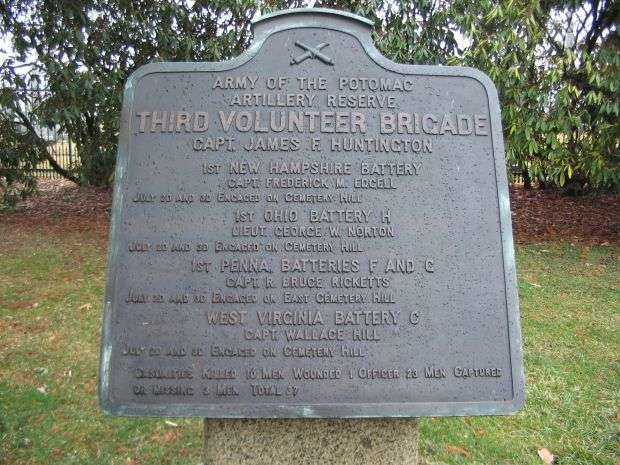 ARMY OF THE POTOMAC
ARTILLERY RESERVE
THIRD VOLUNTEER BRIGADE
CAPT. JAMES F. HUNTINGTON
1ST NEW HAMPSHIRE BATTERY
CAPT. FREDERICK M. EDGELL
JULY 2D AND 3D ENGAGED ON CEMETERY HILL
1ST OHIO BATTERY H
LIEUT. GEORGE W. NORTON
JULY 2D AND 3D ENGAGED ON CEMETERY HILL
1ST PENNA. BATTERIES F AND G
CAPT. R. BRUCE RICKETTS
JULY 2D AND 3D ENGAGED ON EAST CEMETERY HILL
WEST VIRGINIA BATTERY C
CAPT. WALLACE HILL
JULY 2D AND 3D ENGAGED ON CEMETERY HILL
CASUALTIES KILLED 10 MEN WOUNDED 1 OFFICER 23 MEN CAPTURED
OR MISSING 3 MEN TOTAL 37